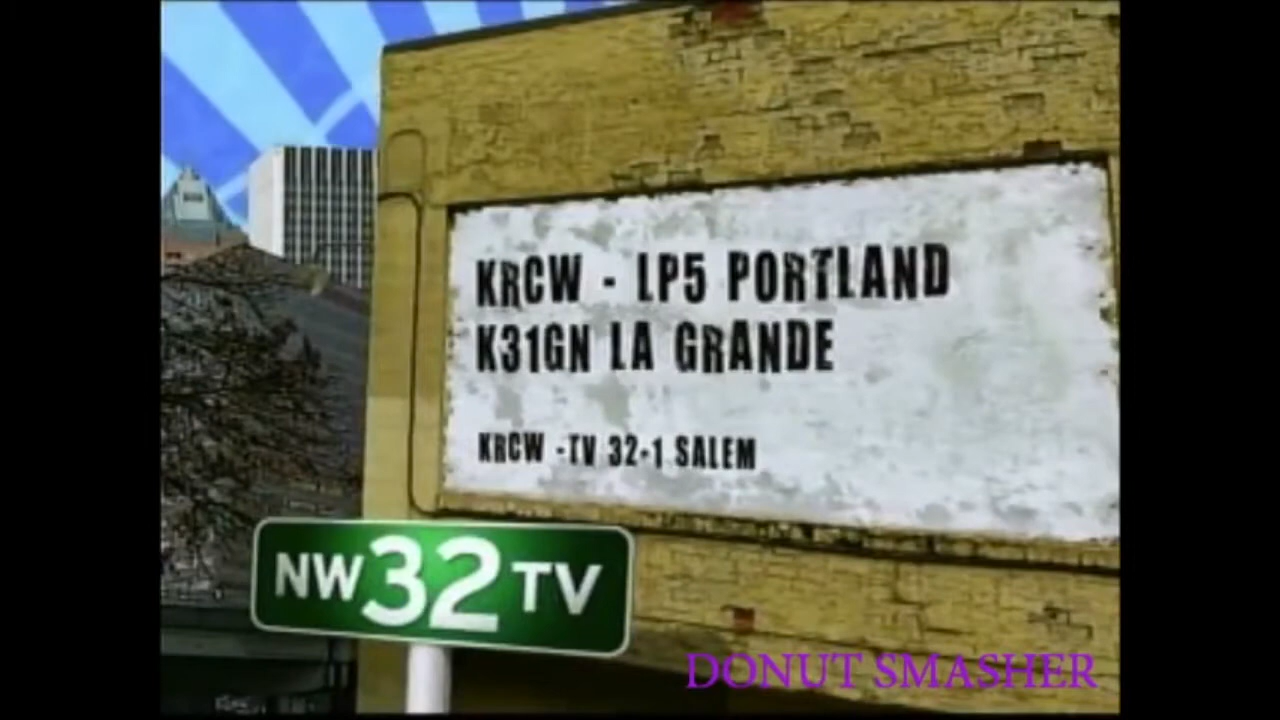 KRCW - LP5 PORTLAND
K31GN LA GRANDE
KRCW -TV 32-1 SALEM
NW32TV
DONUT SMASHER